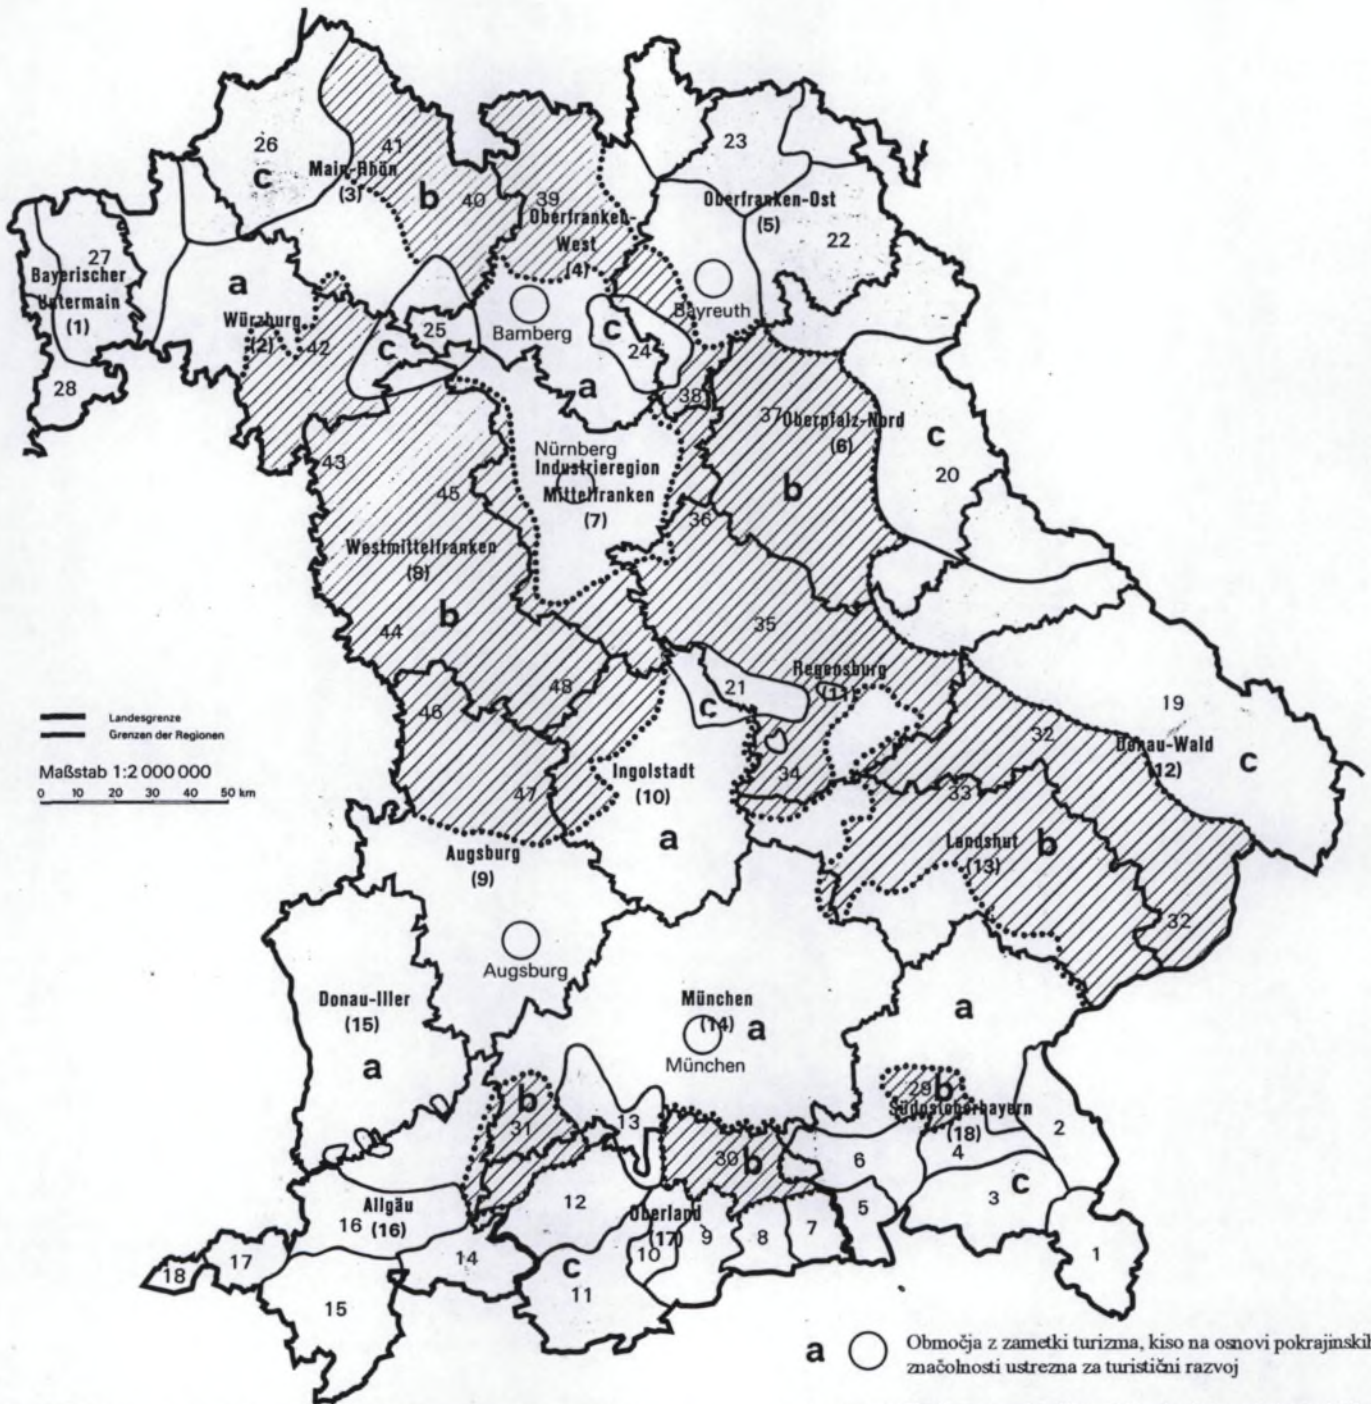 23
26
41
Main-Rhön
(3)
c
b
40
39
Oberfranken-
West
(4)
Oberfranken-Ost
(5)
22
27
Bayerischer
Untermain
(1)
a
Würzburg
(2)
42
28
c
25
Bamberg
c
24
a
Bayreuth
38
37
Oberpfalz-Nord
(6)
b
c
20
43
45
Nürnberg
Industrieregion
Mittelfranken
(7)
36
Westmittelfranken
(8)
b
44
35
Regensburg
(11)
21
c
19
Donau-Wald
(12)
c
32
46
48
47
34
33
Ingolstadt
(10)
a
Landshut
(13)
b
32
Landesgrenze
Grenzen der Regionen
Maßstab 1:2 000 000
0 10 20 30 40 50 km
Augsburg
(9)
Augsburg
Donau-Iller
(15)
a
München
(14)
a
München
a
29
b
Südostoberbayern
(18)
b
31
13
30
b
6
4
2
3
c
1
5
7
8
9
Oberland
(17)
10
12
c
11
Allgäu
(16)
16
14
17
18
15
a Območja z zametki turizma, kiso na osnovi pokrajinskih
značolnosti ustrezna za turistični razvoj